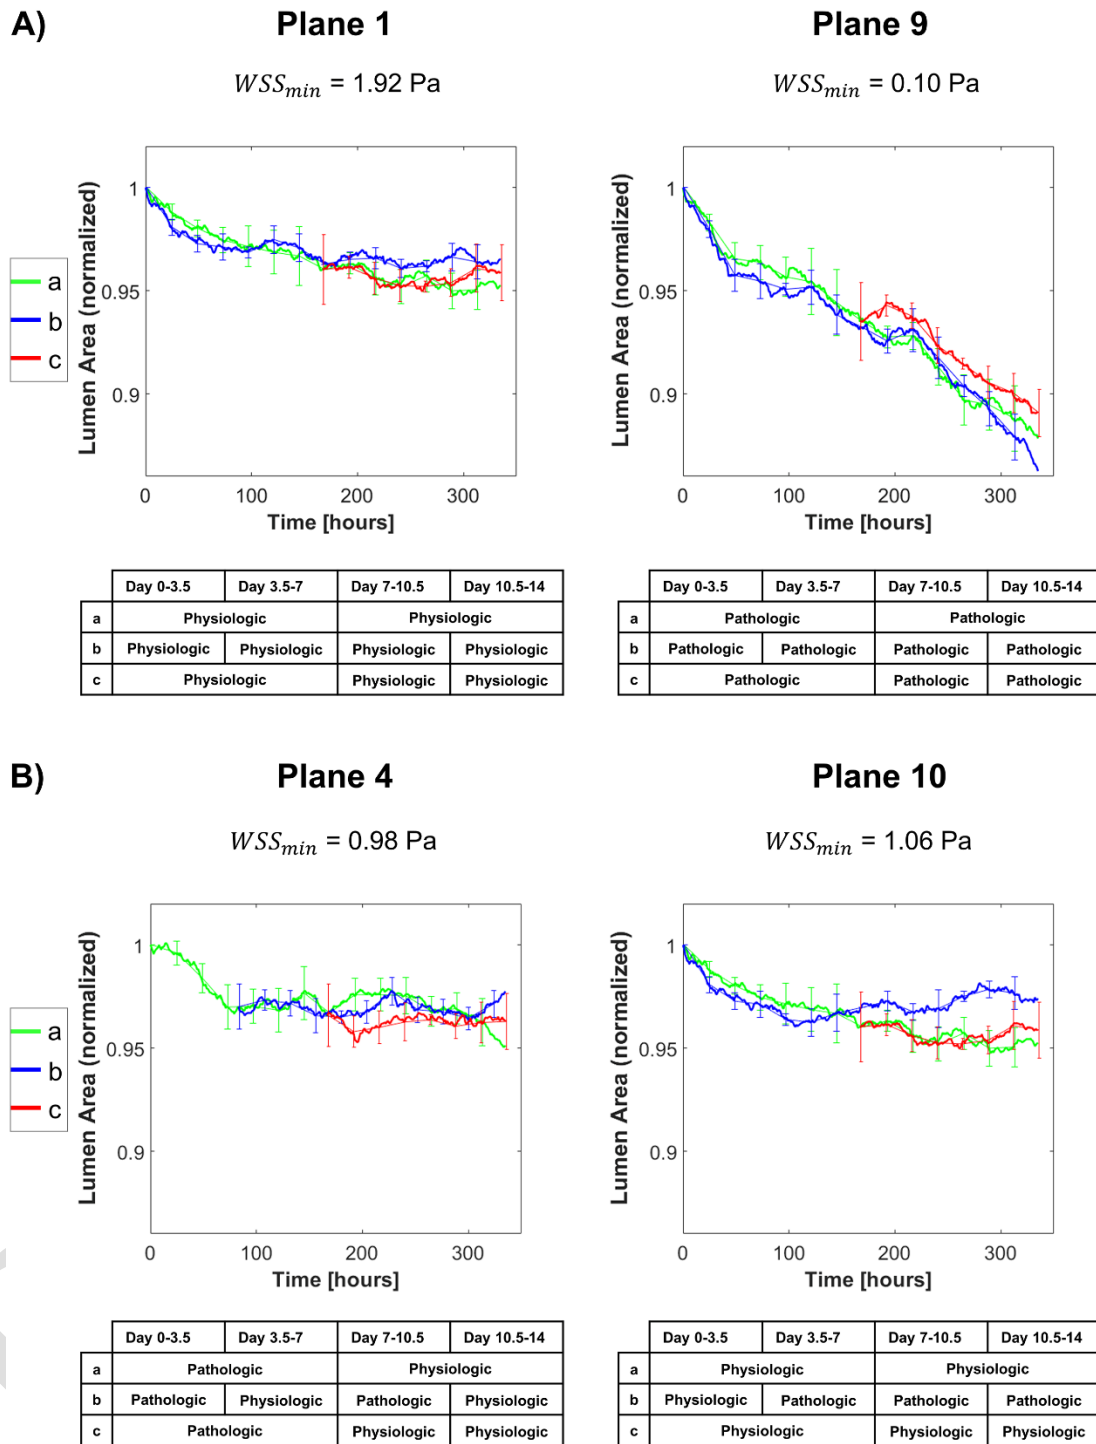 A)
Plane 1
Plane 9
WSSmin = 1.92 Pa
WSSmin = 0.10 Pa
a
b
c
Lumen Area (normalized)
1
0.95
0.9
0 100 200 300
Time [hours]
Lumen Area (normalized)
1
0.95
0.9
0 100 200 300
Time [hours]
Day 0-3.5 Day 3.5-7 Day 7-10.5 Day 10.5-14
a Physiologic Physiologic
b Physiologic Physiologic Physiologic Physiologic
c Physiologic Physiologic Physiologic
Day 0-3.5 Day 3.5-7 Day 7-10.5 Day 10.5-14
a Pathologic Pathologic
b Pathologic Pathologic Pathologic Pathologic
c Pathologic Pathologic Pathologic
B)
Plane 4
Plane 10
WSSmin = 0.98 Pa
WSSmin = 1.06 Pa
a
b
c
Lumen Area (normalized)
1
0.95
0.9
0 100 200 300
Time [hours]
Lumen Area (normalized)
1
0.95
0.9
0 100 200 300
Time [hours]
Day 0-3.5 Day 3.5-7 Day 7-10.5 Day 10.5-14
a Pathologic Physiologic
b Pathologic Physiologic Pathologic Physiologic
c Pathologic Physiologic Physiologic
Day 0-3.5 Day 3.5-7 Day 7-10.5 Day 10.5-14
a Physiologic Physiologic
b Physiologic Pathologic Pathologic Pathologic
c Physiologic Physiologic Physiologic